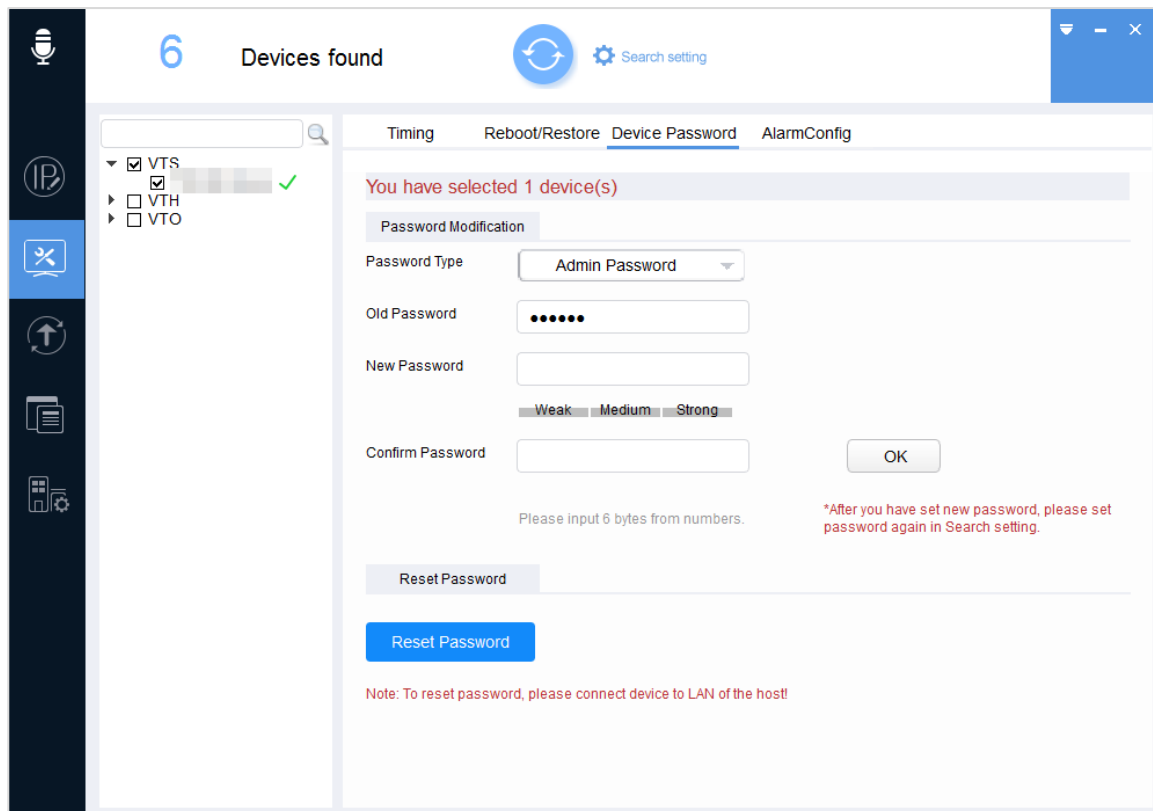 6 Devices found Search setting
IP
Timing Reboot/Restore Device Password AlarmConfig
VTS
VTH
VTO
You have selected 1 device(s)
Password Modification
Password Type Admin Password
Old Password ●●●●●●
New Password
Weak Medium Strong
Confirm Password OK
Please input 6 bytes from numbers.
*After you have set new password, please set
password again in Search setting.
Reset Password
Reset Password
Note: To reset password, please connect device to LAN of the host!